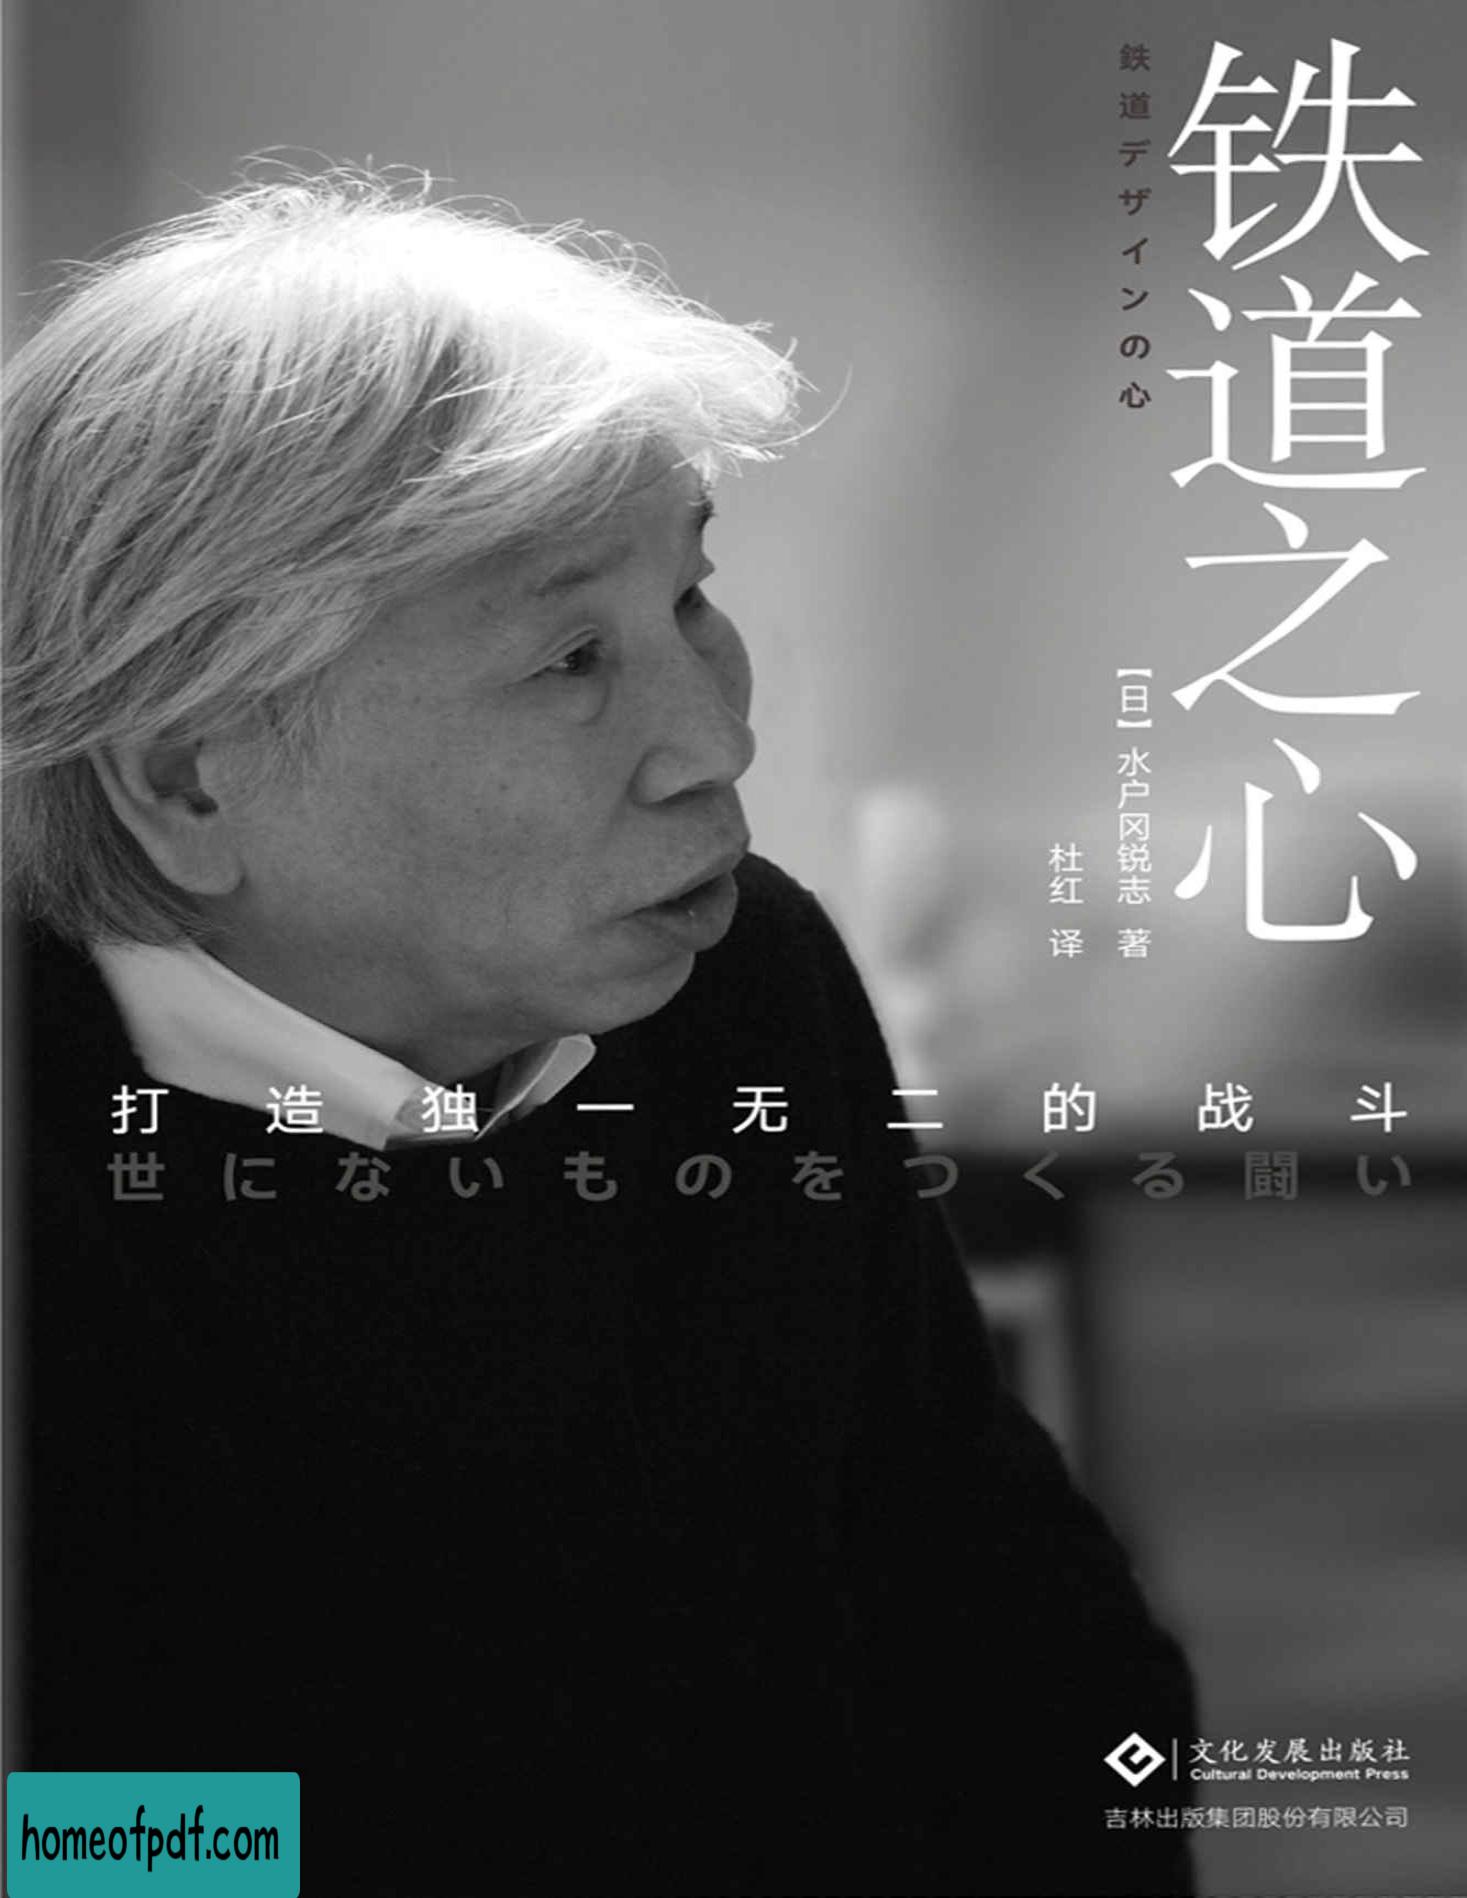 铁道之心
鉄道デザインの心
【日】水户冈锐志 著
杜红 译
打造独一无二的战斗
世にないものをつくる闘い
文化发展出版社
Cultural Development Press
吉林出版集团股份有限公司
homeofpdf.com